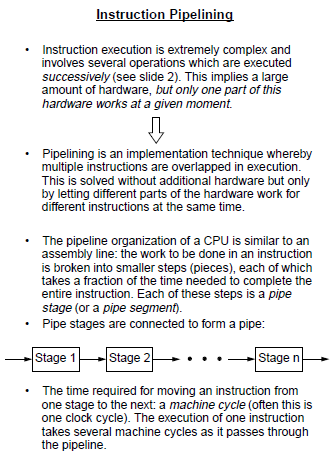 Instruction Pipelining
• Instruction execution is extremely complex and
involves several operations which are executed
successively (see slide 2). This implies a large
amount of hardware, but only one part of this
hardware works at a given moment.
• Pipelining is an implementation technique whereby
multiple instructions are overlapped in execution.
This is solved without additional hardware but only
by letting different parts of the hardware work for
different instructions at the same time.
• The pipeline organization of a CPU is similar to an
assembly line: the work to be done in an instruction
is broken into smaller steps (pieces), each of which
takes a fraction of the time needed to complete the
entire instruction. Each of these steps is a pipe
stage (or a pipe segment).
• Pipe stages are connected to form a pipe:
Stage 1 Stage 2 • • • Stage n
• The time required for moving an instruction from
one stage to the next: a machine cycle (often this is
one clock cycle). The execution of one instruction
takes several machine cycles as it passes through
the pipeline.